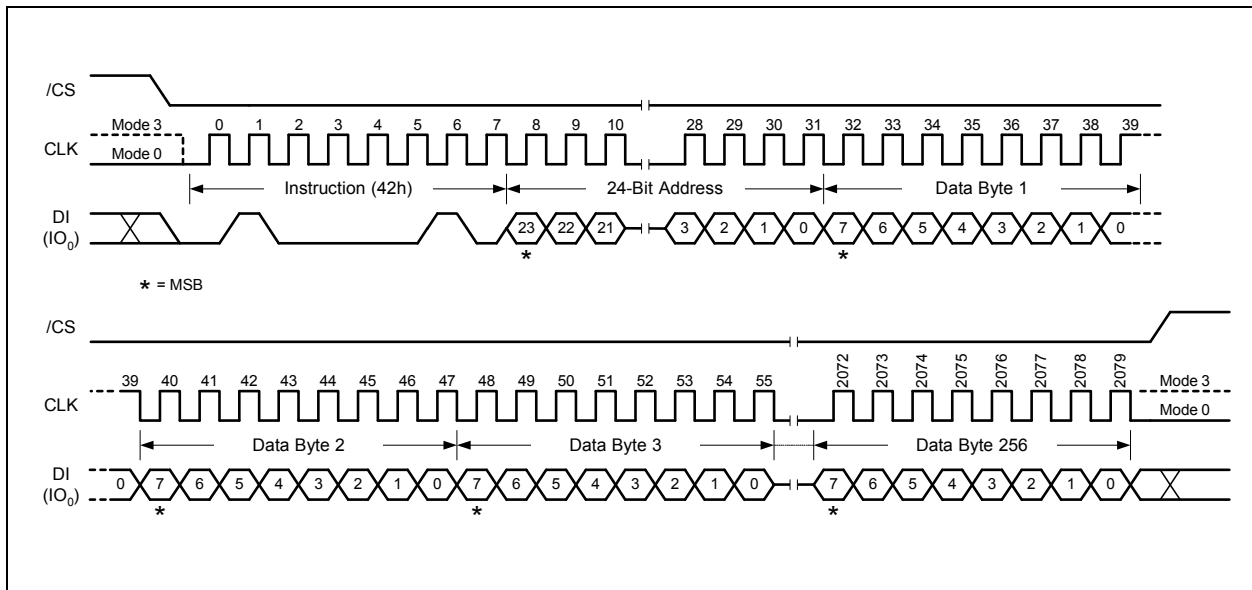 /CS
Mode 3 0 1 2 3 4 5 6 7 8 9 10 28 29 30 31 32 33 34 35 36 37 38 39
CLK Mode 0
Instruction (42h) 24-Bit Address Data Byte 1
DI
(IO0) 23 22 21 3 2 1 0 7 6 5 4 3 2 1 0
* *
* = MSB
/CS
39 40 41 42 43 44 45 46 47 48 49 50 51 52 53 54 55 2072 2073 2074 2075 2076 2077 2078 2079 Mode 3
CLK Mode 0
Data Byte 2 Data Byte 3 Data Byte 256
DI
(IO0) 0 7 6 5 4 3 2 1 0 7 6 5 4 3 2 1 0 7 6 5 4 3 2 1 0
* * *